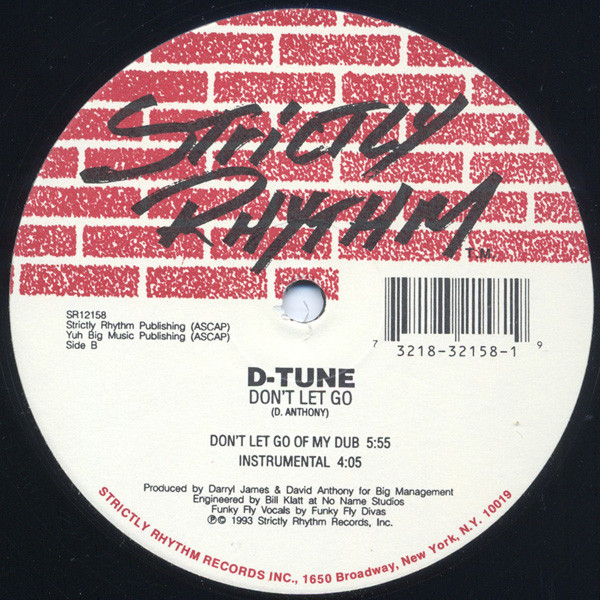 STRICTLY
RHYTHM
T.M.
SR12158
Strictly Rhythm Publishing (ASCAP)
Yuh Big Music Publishing (ASCAP)
Side B
7 3218-32158-1 9
D-TUNE
DON'T LET GO
(D. ANTHONY)
DON'T LET GO OF MY DUB 5:55
INSTRUMENTAL 4:05
Produced by Darryl James & David Anthony for Big Management
Engineered by Bill Klatt at No Name Studios
Funky Fly Vocals by Funky Fly Divas
℗© 1993 Strictly Rhythm Records, Inc.
STRICTLY RHYTHM RECORDS INC., 1650 Broadway, New York, N.Y. 10019